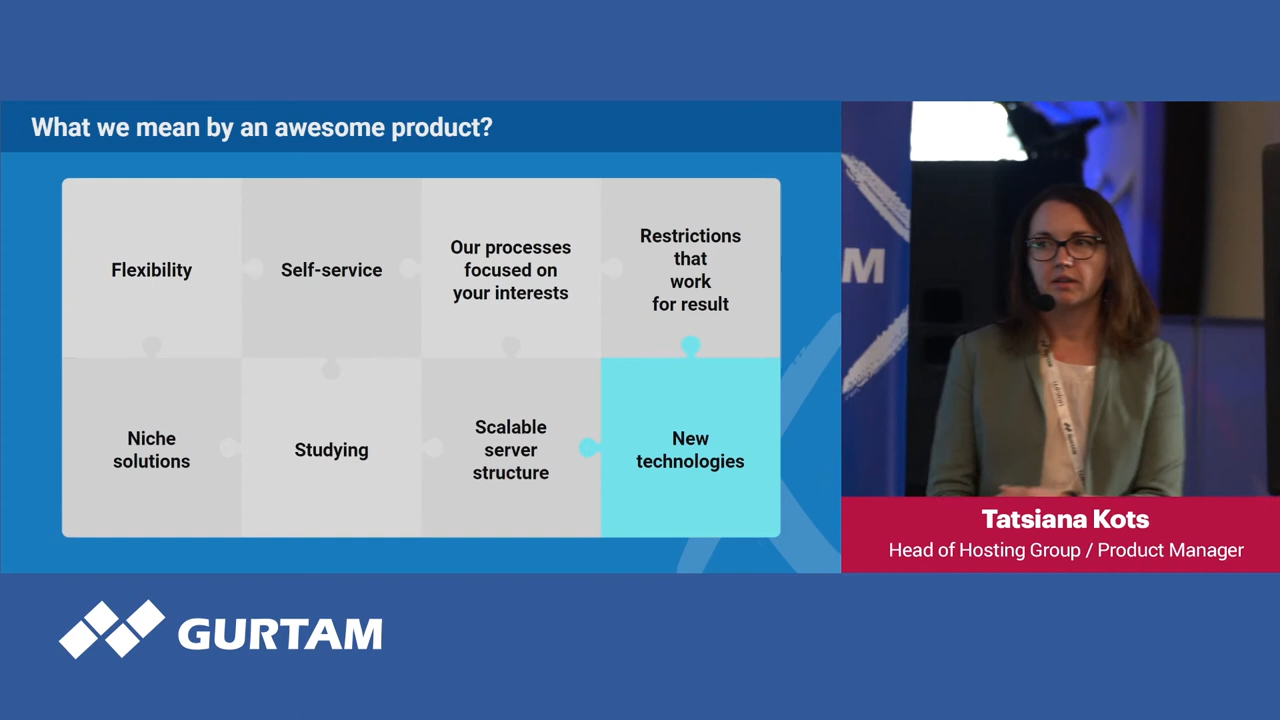 What we mean by an awesome product?
Flexibility
Self-service
Our processes
focused on
your interests
Restrictions
that
work
for result
Niche
solutions
Studying
Scalable
server
structure
New
technologies
M
Tatsiana Kots
Head of Hosting Group / Product Manager
GURTAM